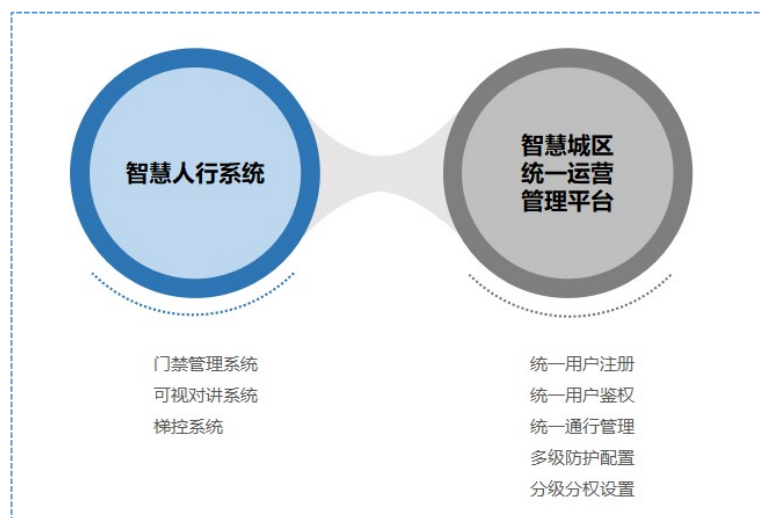 智慧人行系统
智慧城区
统一运营
管理平台
门禁管理系统
可视对讲系统
梯控系统
统一用户注册
统一用户鉴权
统一通行管理
多级防护配置
分级分权设置